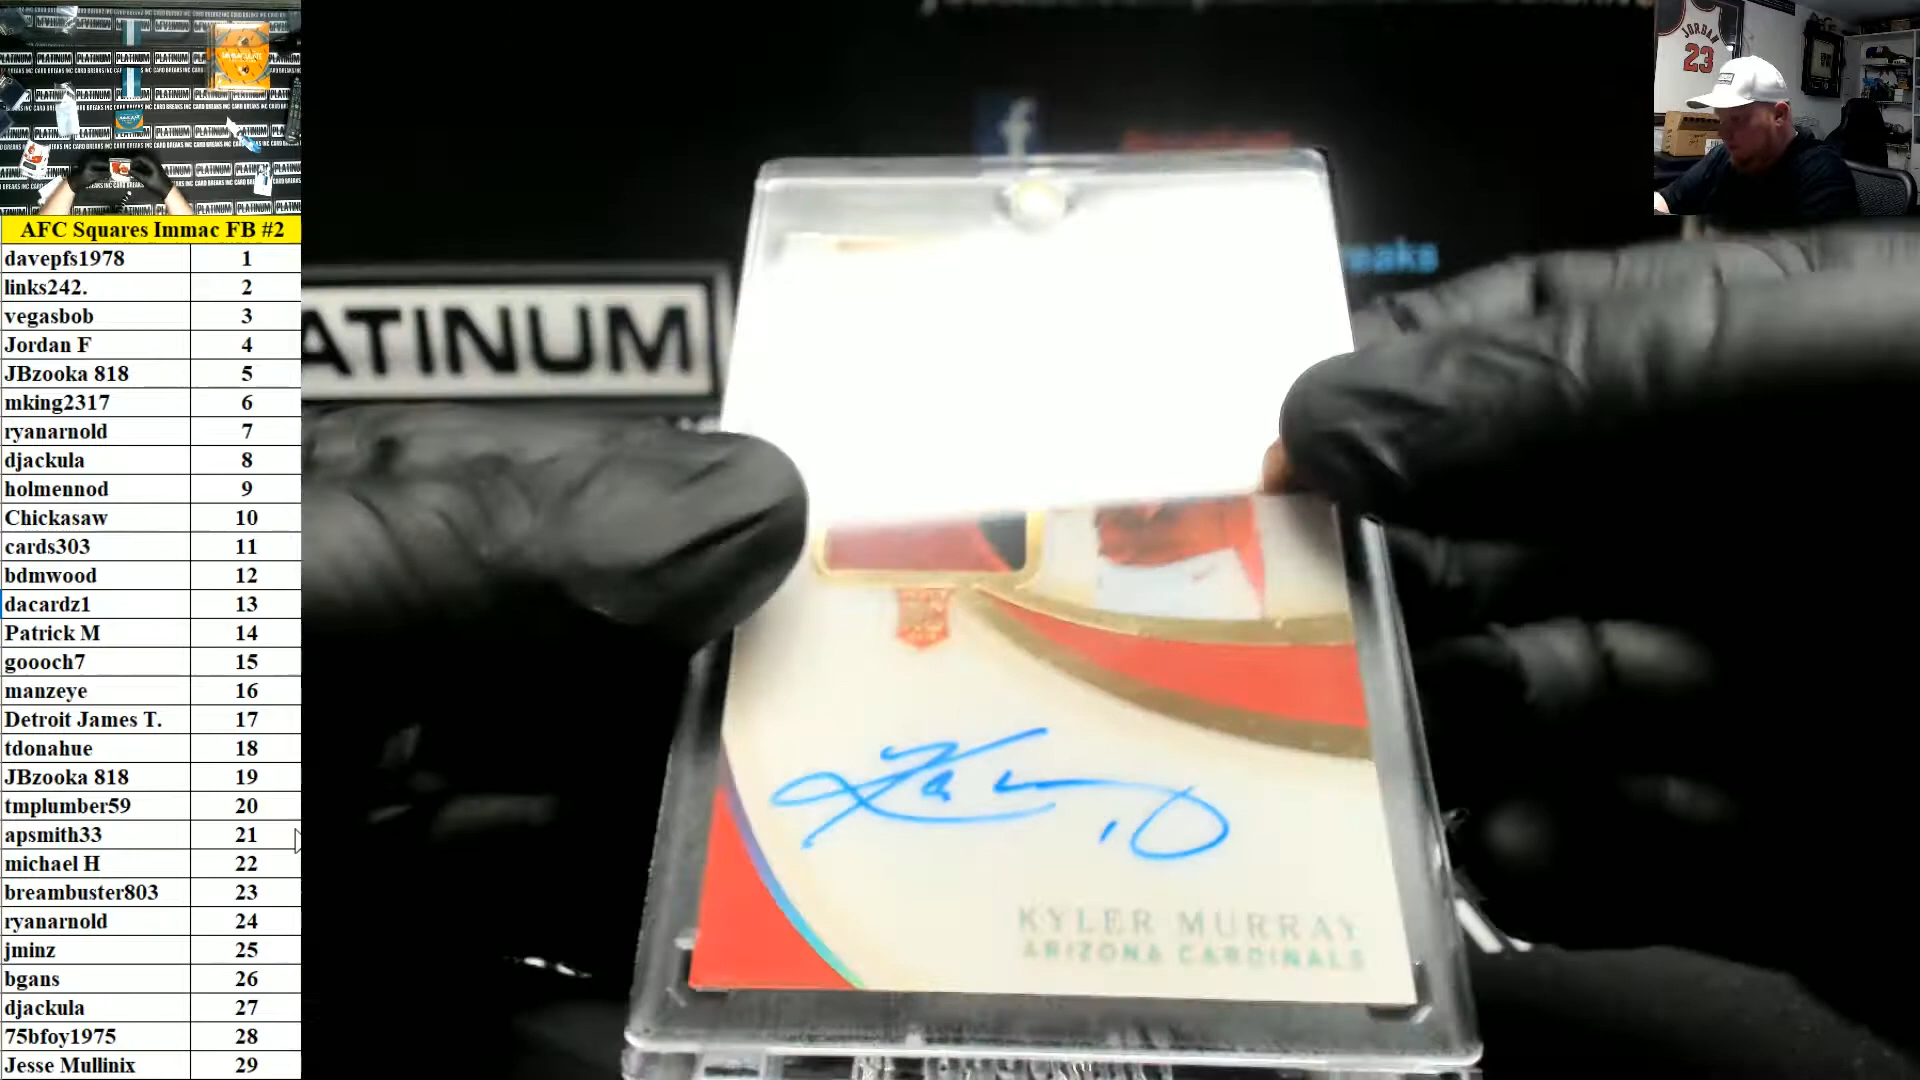 JORDAN
23
PLATINUM
AFC Squares Immac FB #2
davepfs1978 1
links242. 2
vegasbob 3
Jordan F 4
JBzooka 818 5
mking2317 6
ryanarnold 7
djackula 8
holmennod 9
Chickasaw 10
cards303 11
bdmwood 12
dacardz1 13
Patrick M 14
goooch7 15
manzeye 16
Detroit James T. 17
tdonahue 18
JBzooka 818 19
tmplumber59 20
apsmith33 21
michael H 22
breambuster803 23
ryanarnold 24
jminz 25
bgans 26
djackula 27
75bfoy1975 28
Jesse Mullinix 29
f
reaks
ATINUM
KYLER MURRAY
ARIZONA CARDINALS